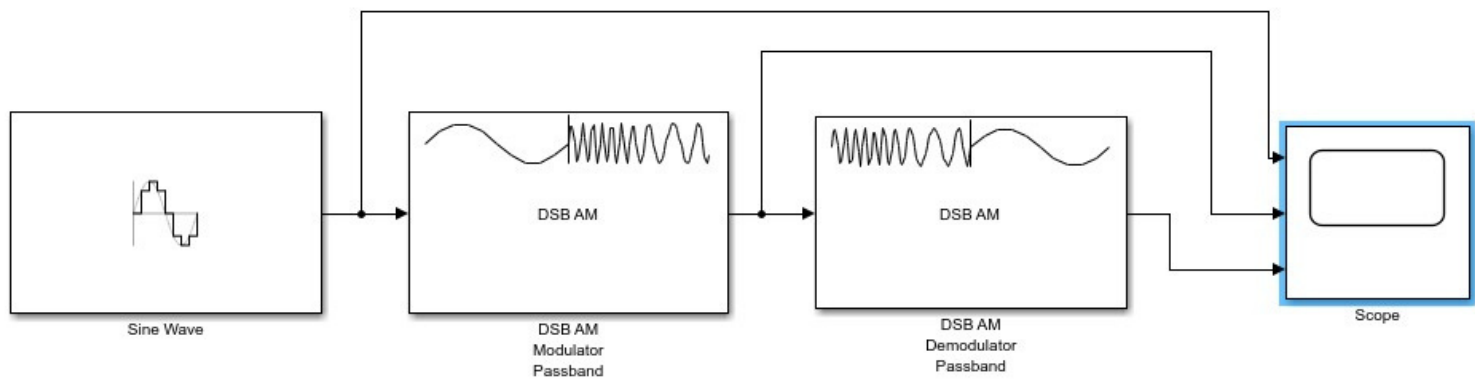 DSB AM
DSB AM
Sine Wave
DSB AM
Modulator
Passband
DSB AM
Demodulator
Passband
Scope